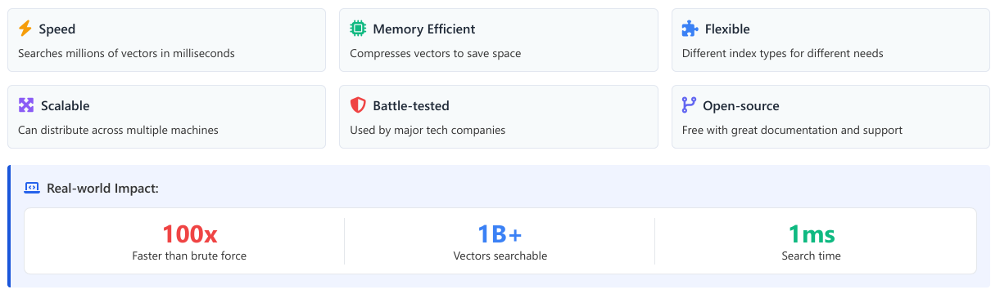 Speed
Searches millions of vectors in milliseconds
Memory Efficient
Compresses vectors to save space
Flexible
Different index types for different needs
Scalable
Can distribute across multiple machines
Battle-tested
Used by major tech companies
Open-source
Free with great documentation and support
Real-world Impact:
100x
Faster than brute force
1B+
Vectors searchable
1ms
Search time